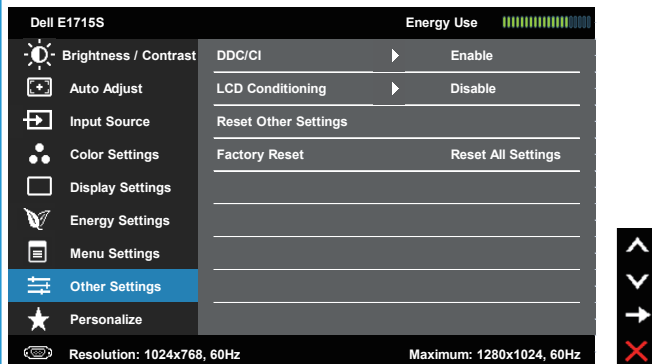 Dell E1715S Energy Use
Brightness / Contrast DDC/CI Enable
Auto Adjust LCD Conditioning Disable
Input Source Reset Other Settings
Color Settings Factory Reset Reset All Settings
Display Settings
Energy Settings
Menu Settings
Other Settings
Personalize
Resolution: 1024x768, 60Hz Maximum: 1280x1024, 60Hz